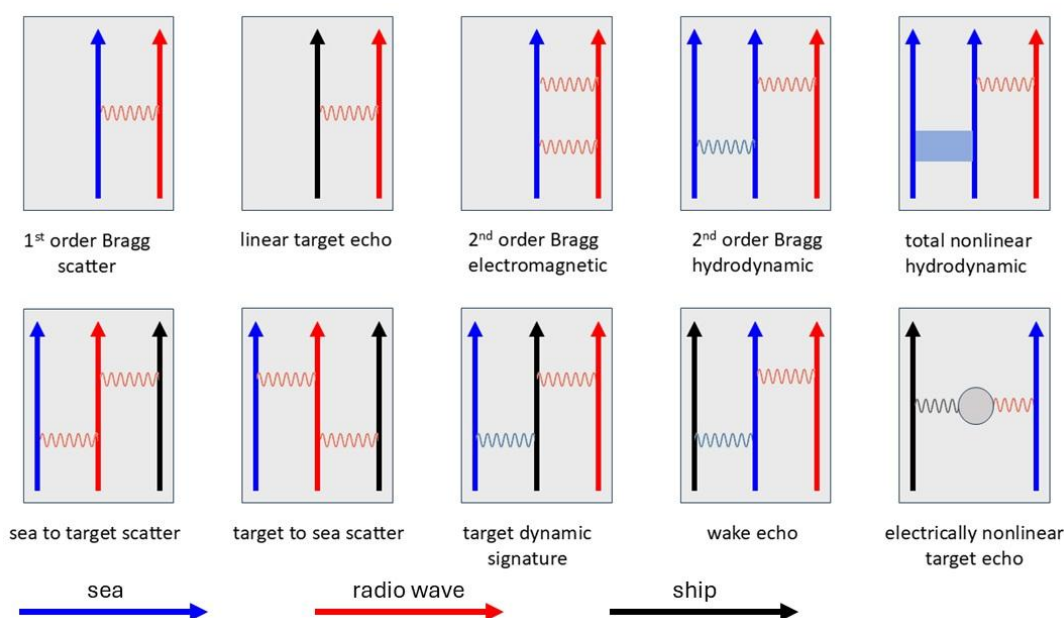 1st order Bragg
scatter
linear target echo
2nd order Bragg
electromagnetic
2nd order Bragg
hydrodynamic
total nonlinear
hydrodynamic
sea to target scatter
target to sea scatter
target dynamic
signature
wake echo
electrically nonlinear
target echo
sea
radio wave
ship